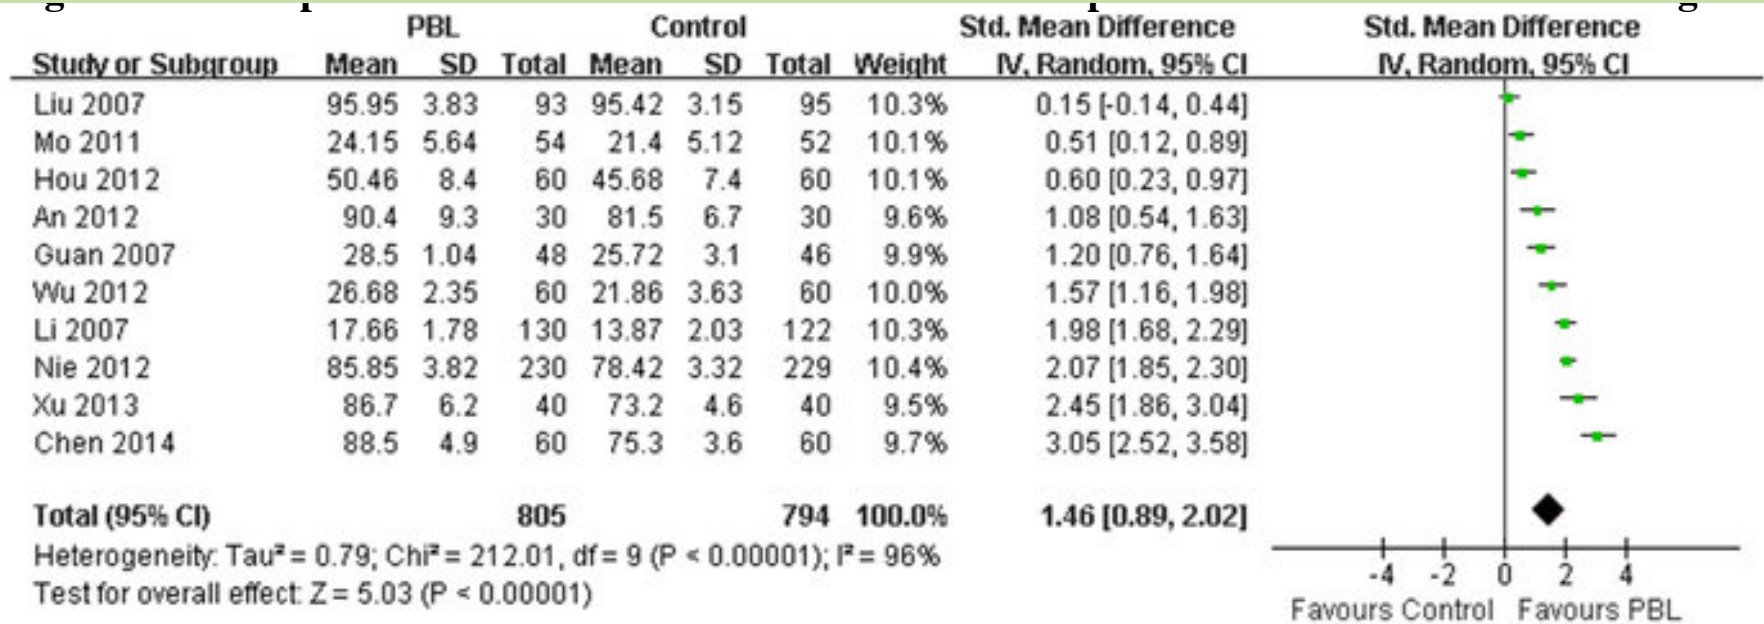 PBL Control Std. Mean Difference Std. Mean Difference
Study or Subgroup Mean SD Total Mean SD Total Weight IV, Random, 95% CI IV, Random, 95% CI
Liu 2007 95.95 3.83 93 95.42 3.15 95 10.3% 0.15 [-0.14, 0.44]
Mo 2011 24.15 5.64 54 21.4 5.12 52 10.1% 0.51 [0.12, 0.89]
Hou 2012 50.46 8.4 60 45.68 7.4 60 10.1% 0.60 [0.23, 0.97]
An 2012 90.4 9.3 30 81.5 6.7 30 9.6% 1.08 [0.54, 1.63]
Guan 2007 28.5 1.04 48 25.72 3.1 46 9.9% 1.20 [0.76, 1.64]
Wu 2012 26.68 2.35 60 21.86 3.63 60 10.0% 1.57 [1.16, 1.98]
Li 2007 17.66 1.78 130 13.87 2.03 122 10.3% 1.98 [1.68, 2.29]
Nie 2012 85.85 3.82 230 78.42 3.32 229 10.4% 2.07 [1.85, 2.30]
Xu 2013 86.7 6.2 40 73.2 4.6 40 9.5% 2.45 [1.86, 3.04]
Chen 2014 88.5 4.9 60 75.3 3.6 60 9.7% 3.05 [2.52, 3.58]
Total (95% CI) 805 794 100.0% 1.46 [0.89, 2.02]
Heterogeneity: Tau² = 0.79; Chi² = 212.01, df = 9 (P < 0.00001); I² = 96%
Test for overall effect: Z = 5.03 (P < 0.00001)
-4 -2 0 2 4
Favours Control Favours PBL